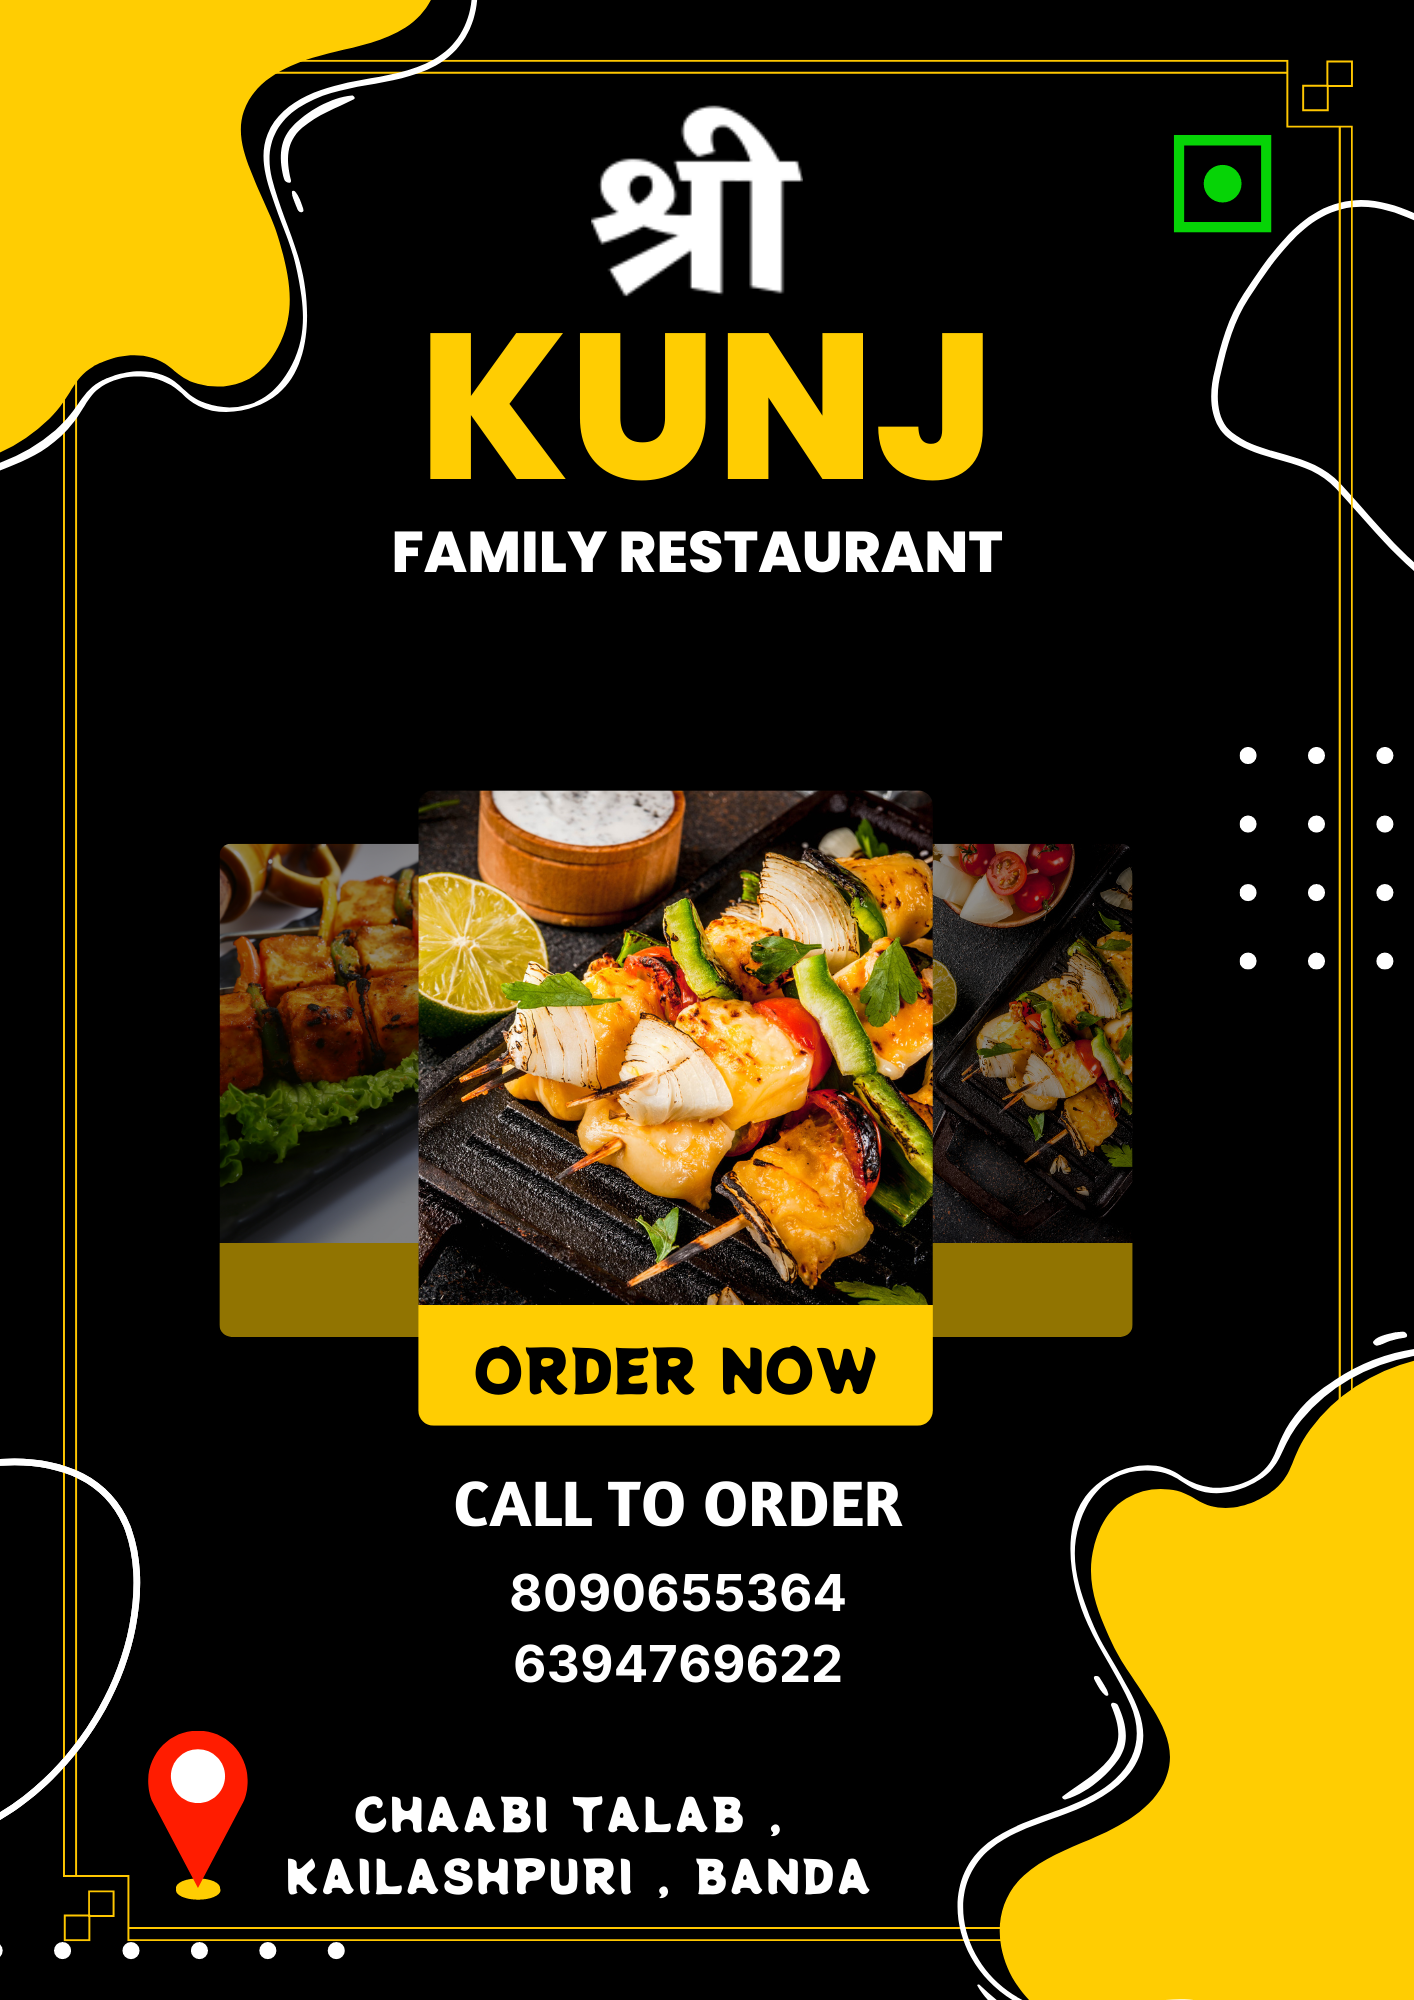 श्री
KUNJ
FAMILY RESTAURANT
ORDER NOW
CALL TO ORDER
8090655364
6394769622
CHAABI TALAB ,
KAILASHPURI , BANDA